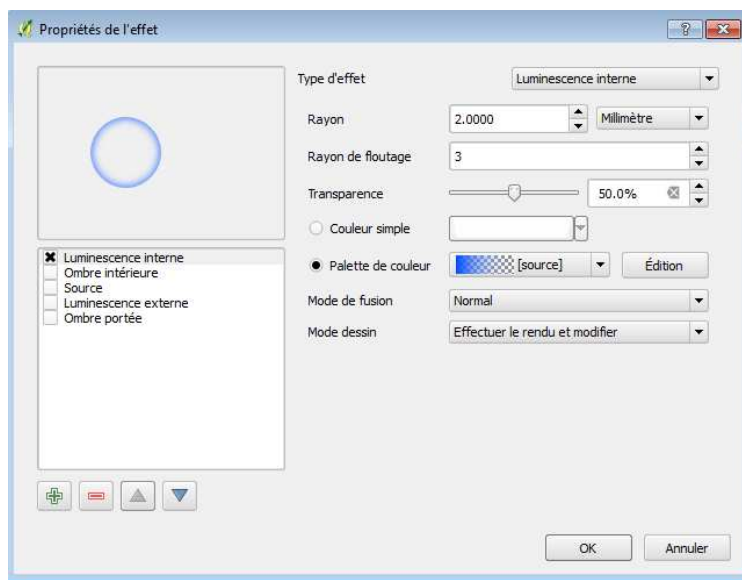 Propriétés de l'effet
Type d'effet Luminescence interne
Rayon 2.0000 Millimètre
Rayon de floutage 3
Transparence 50.0%
Couleur simple
Palette de couleur [source] Édition
Mode de fusion Normal
Mode dessin Effectuer le rendu et modifier
Luminescence interne
Ombre intérieure
Source
Luminescence externe
Ombre portée
OK Annuler